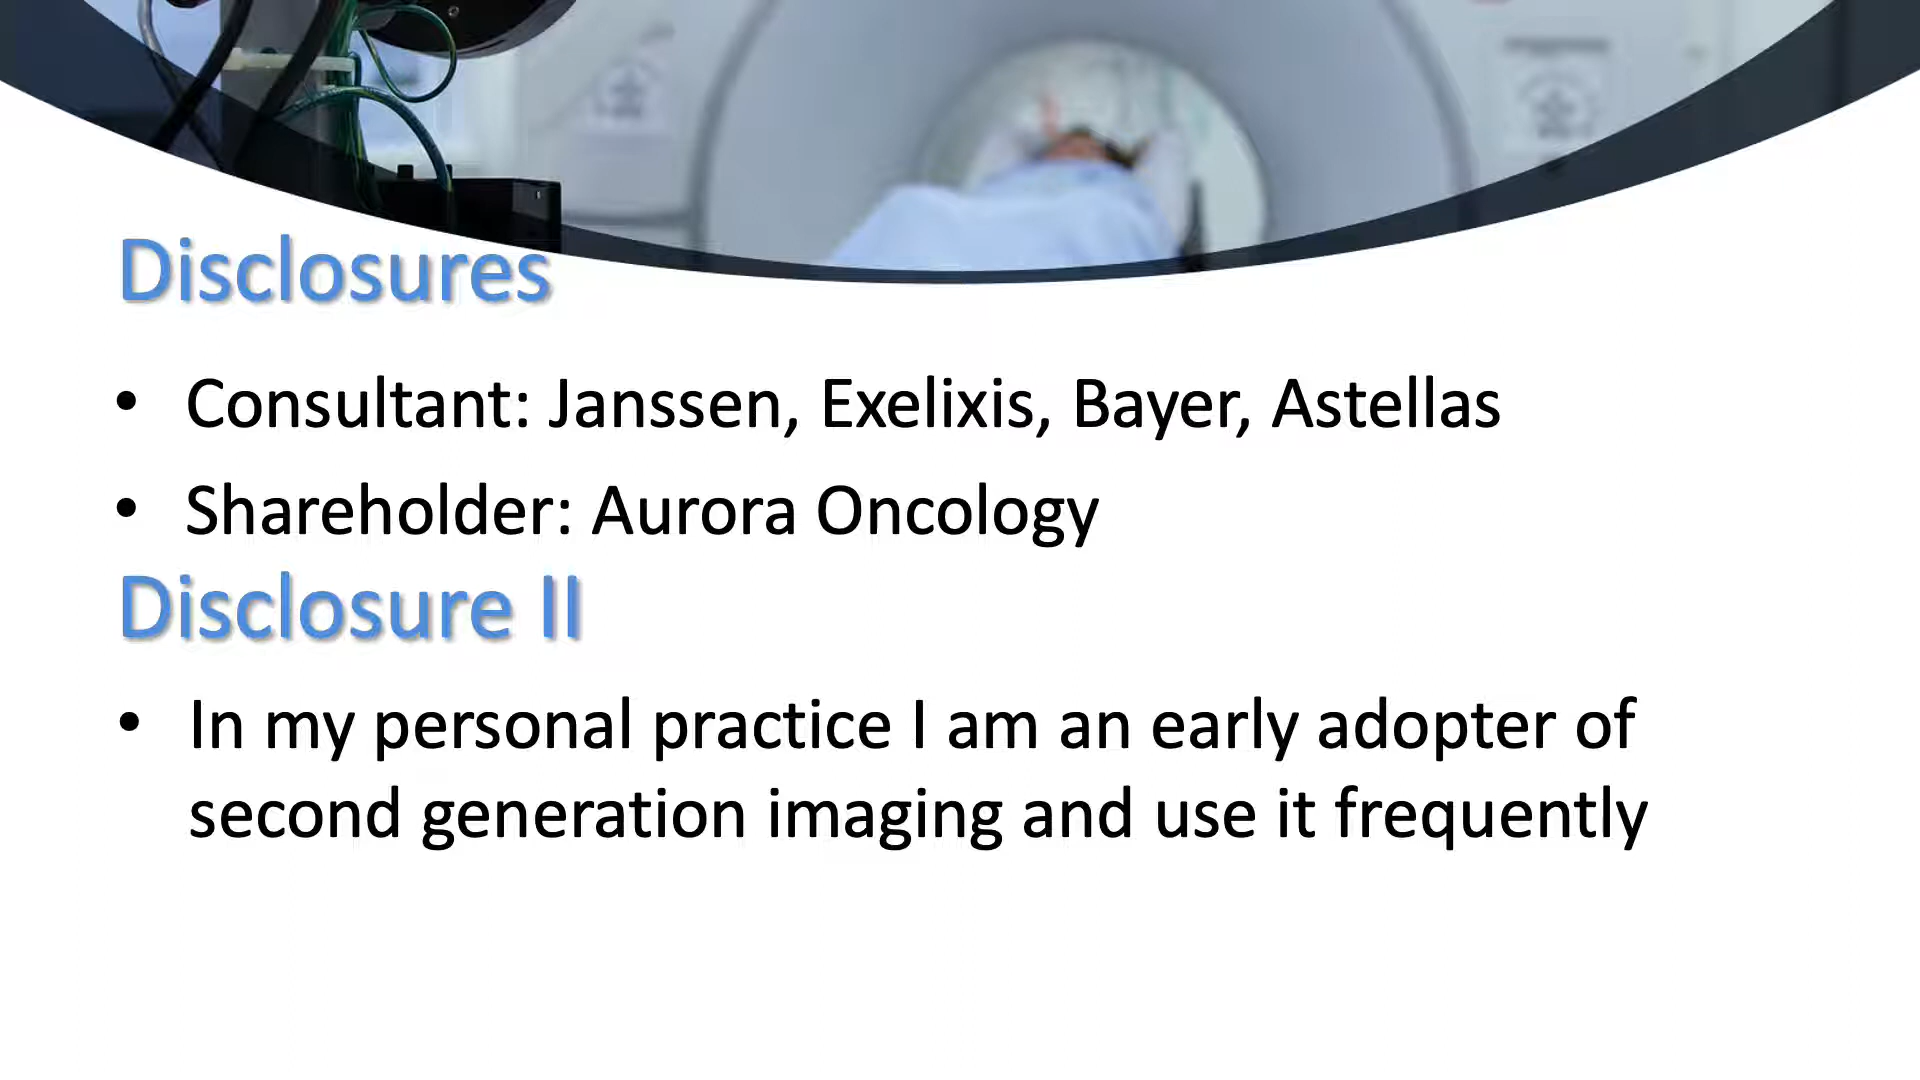 Disclosures
• Consultant: Janssen, Exelixis, Bayer, Astellas
• Shareholder: Aurora Oncology
Disclosure II
• In my personal practice I am an early adopter of
second generation imaging and use it frequently